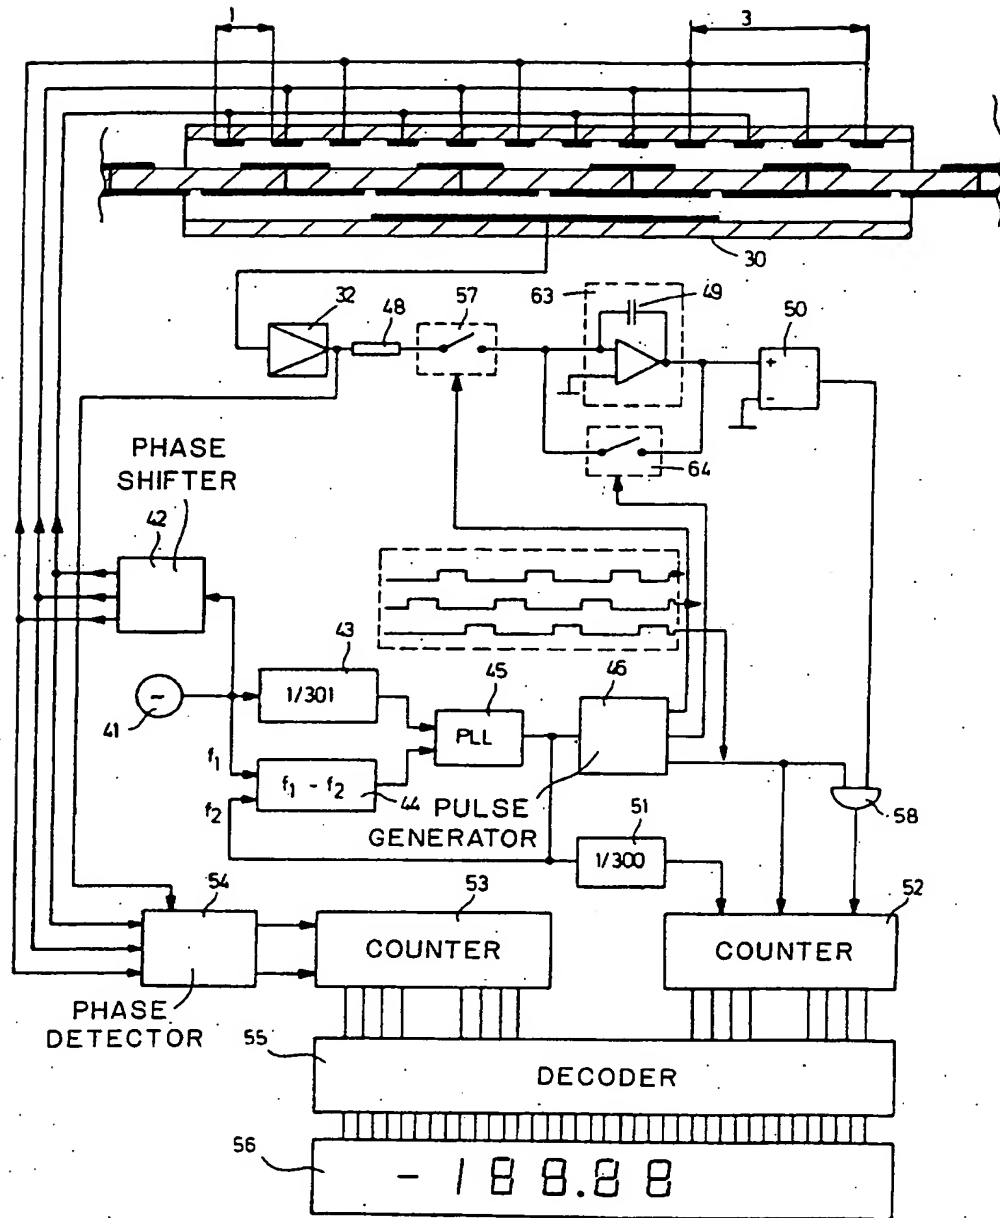 1
3
30
32
48
57
63
49
50
+
-
64
PHASE
SHIFTER
42
43
1/301
45
PLL
46
~
41
f1
f1 - f2
44
f2
PULSE
GENERATOR
51
1/300
58
54
53
COUNTER
52
COUNTER
PHASE
DETECTOR
55
DECODER
56
- 188.88